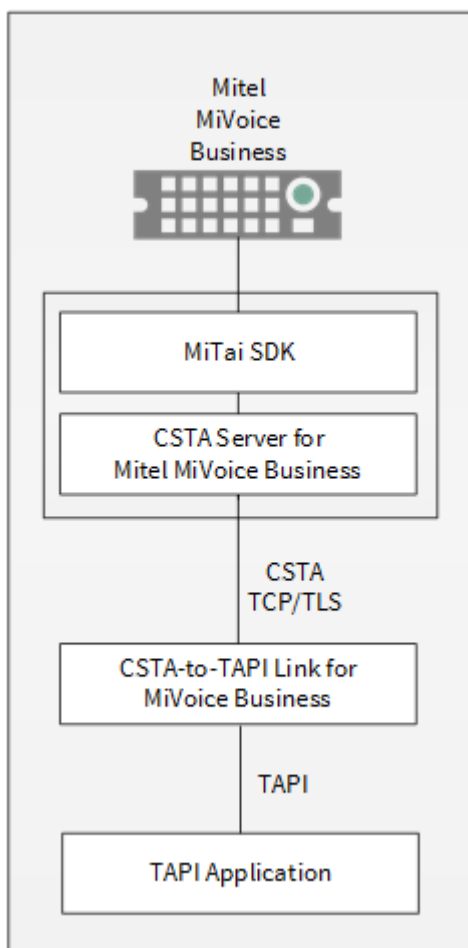 Mitel
MiVoice
Business
MiTai SDK
CSTA Server for
Mitel MiVoice Business
CSTA
TCP/TLS
CSTA-to-TAPI Link for
MiVoice Business
TAPI
TAPI Application